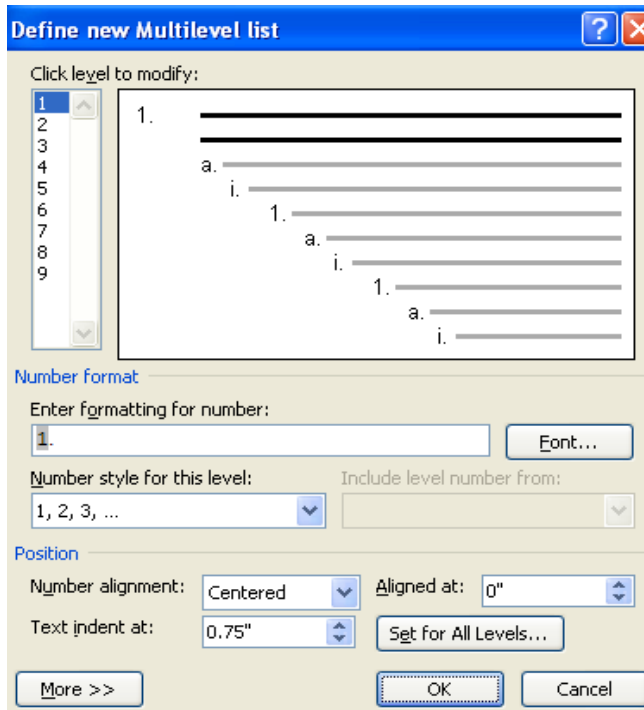 Define new Multilevel list
Click level to modify:
1
2
3
4
5
6
7
8
9
1.
a.
i.
1.
a.
i.
1.
a.
i.
Number format
Enter formatting for number:
1.
Font...
Number style for this level:
Include level number from:
1, 2, 3, ...
Position
Number alignment:
Centered
Aligned at:
0"
Text indent at:
0.75"
Set for All Levels...
More >>
OK
Cancel